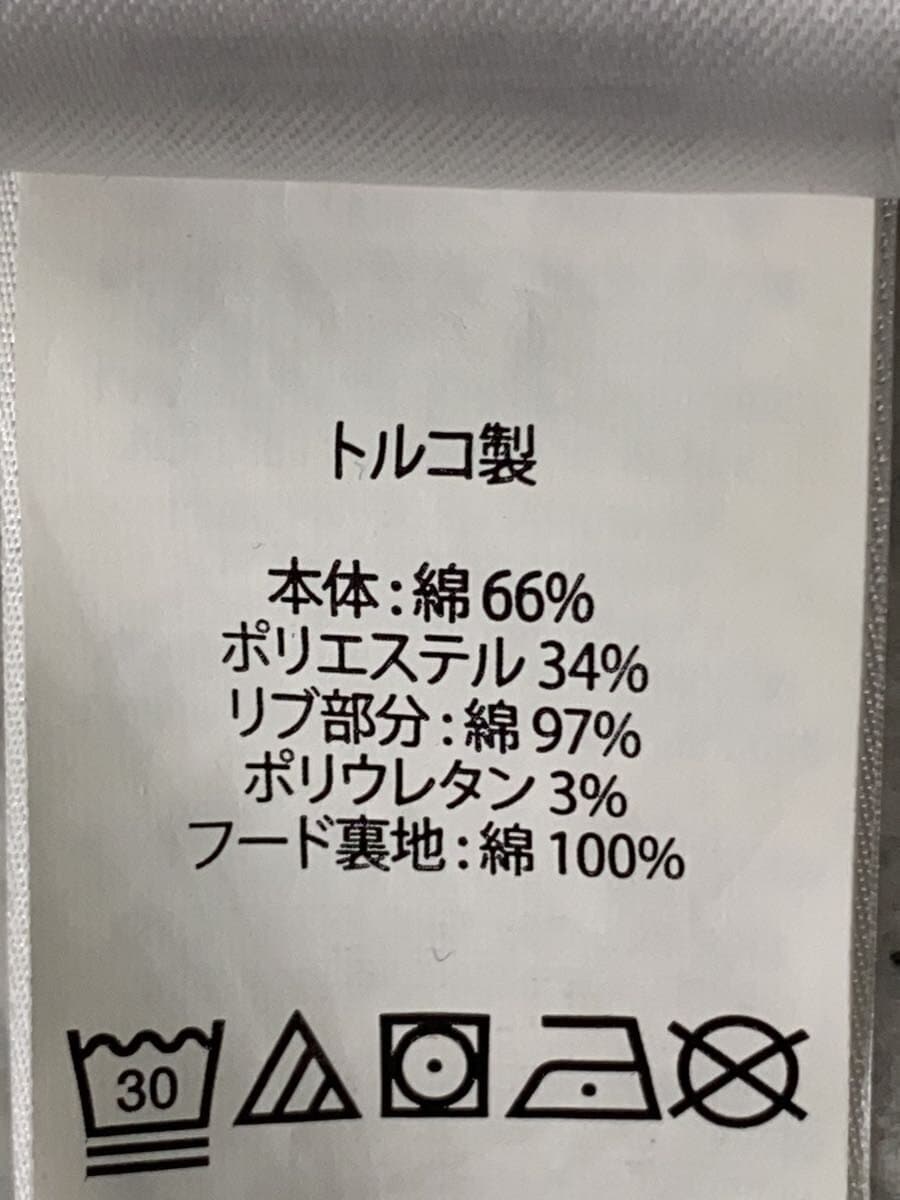 トルコ製
本体:綿 66%
ポリエステル 34%
リブ部分:綿 97%
ポリウレタン 3%
フード裏地:綿 100%
30